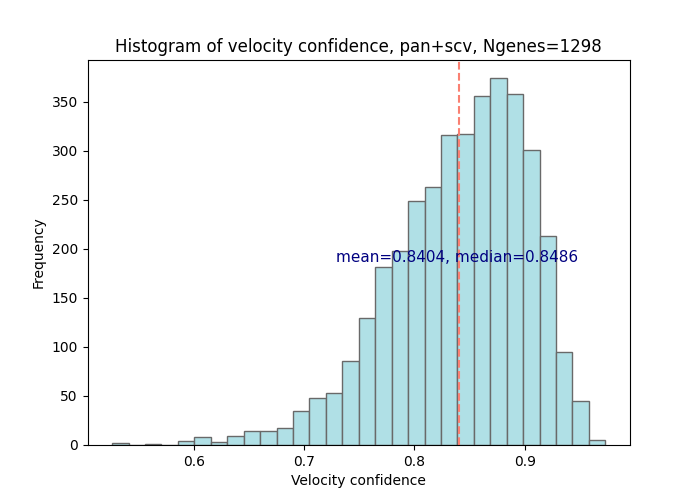 Histogram of velocity confidence, pan+scv, Ngenes=1298
350
300
250
200
150
100
50
0
Frequency
mean=0.8404, median=0.8486
0.6 0.7 0.8 0.9
Velocity confidence